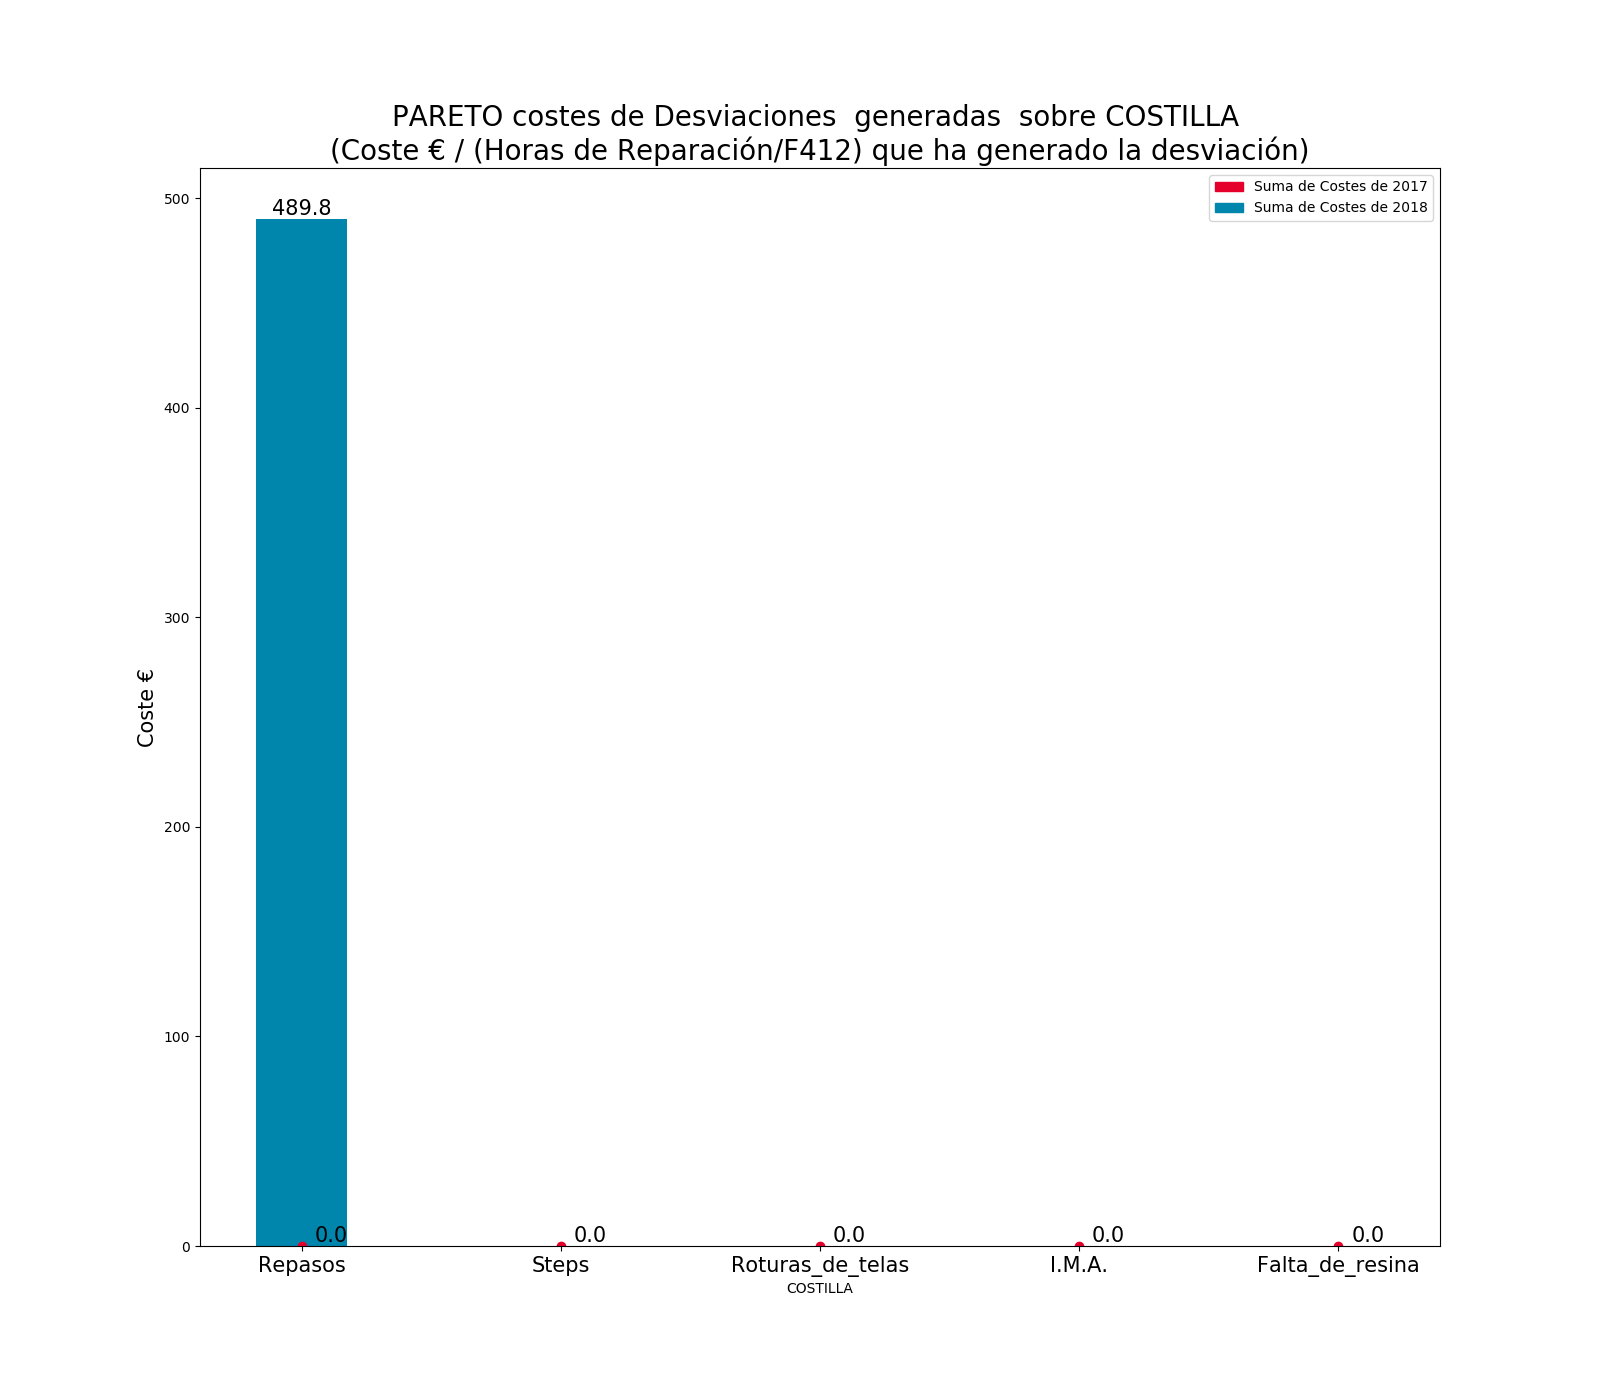 PARETO costes de Desviaciones  generadas  sobre COSTILLA
(Coste € / (Horas de Reparación/F412) que ha generado la desviación)
Suma de Costes de 2017
Suma de Costes de 2018
500
400
300
200
100
0
Coste €
489.8
0.0
0.0
0.0
0.0
0.0
Repasos
Steps
Roturas_de_telas
I.M.A.
Falta_de_resina
COSTILLA